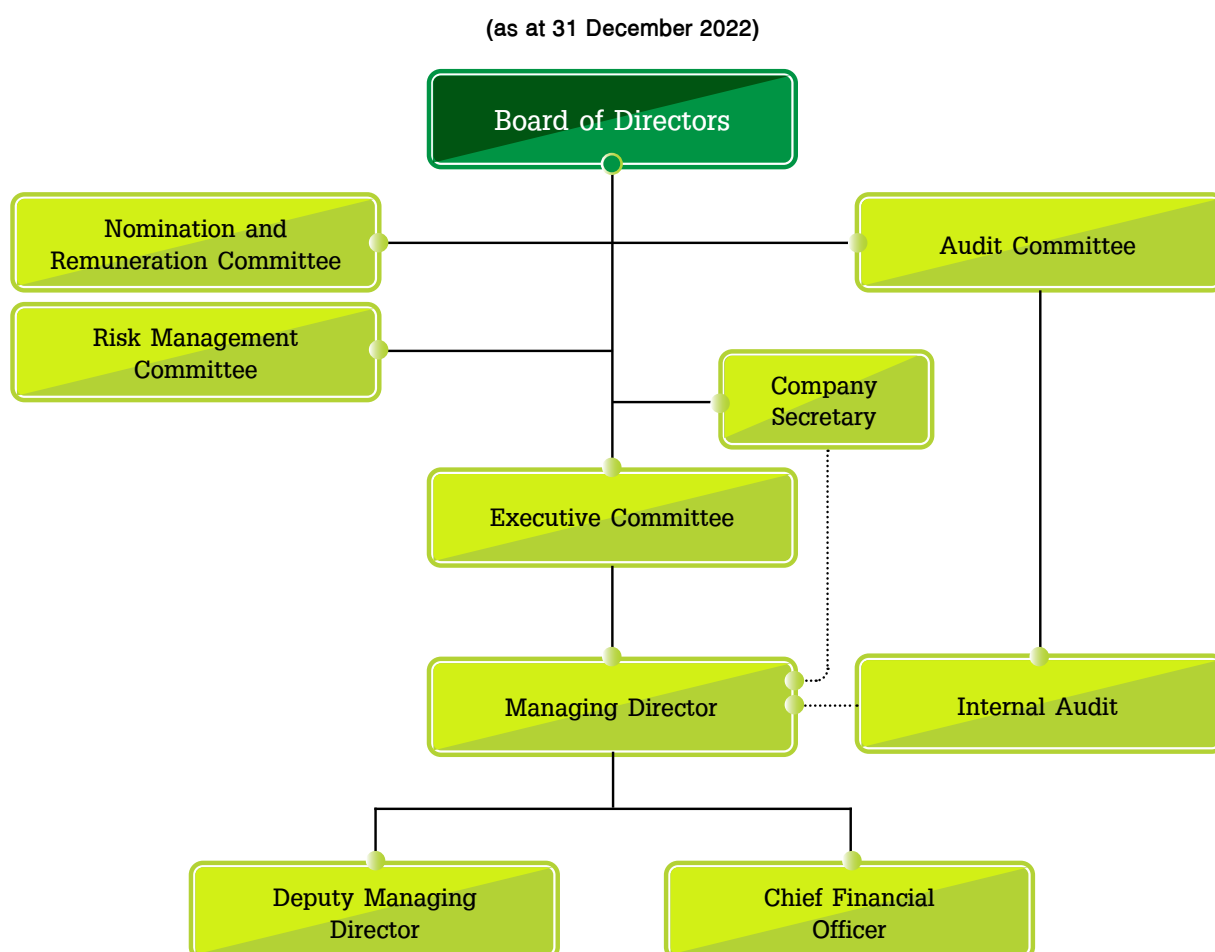 (as at 31 December 2022)
Board of Directors
Nomination and
Remuneration Committee
Audit Committee
Risk Management
Committee
Company
Secretary
Executive Committee
Managing Director
Internal Audit
Deputy Managing
Director
Chief Financial
Officer